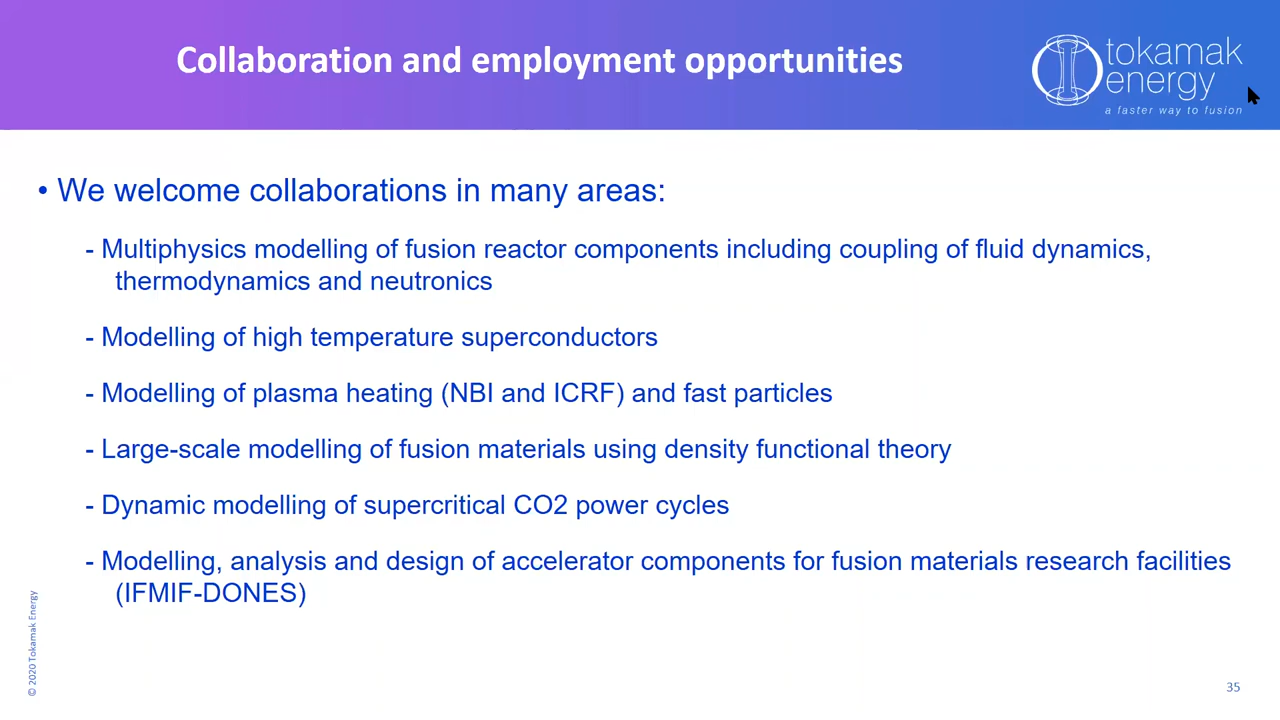 Collaboration and employment opportunities
tokamak
energy
a faster way to fusion
• We welcome collaborations in many areas:
- Multiphysics modelling of fusion reactor components including coupling of fluid dynamics,
thermodynamics and neutronics
- Modelling of high temperature superconductors
- Modelling of plasma heating (NBI and ICRF) and fast particles
- Large-scale modelling of fusion materials using density functional theory
- Dynamic modelling of supercritical CO2 power cycles
- Modelling, analysis and design of accelerator components for fusion materials research facilities
(IFMIF-DONES)
© 2020 Tokamak Energy
35